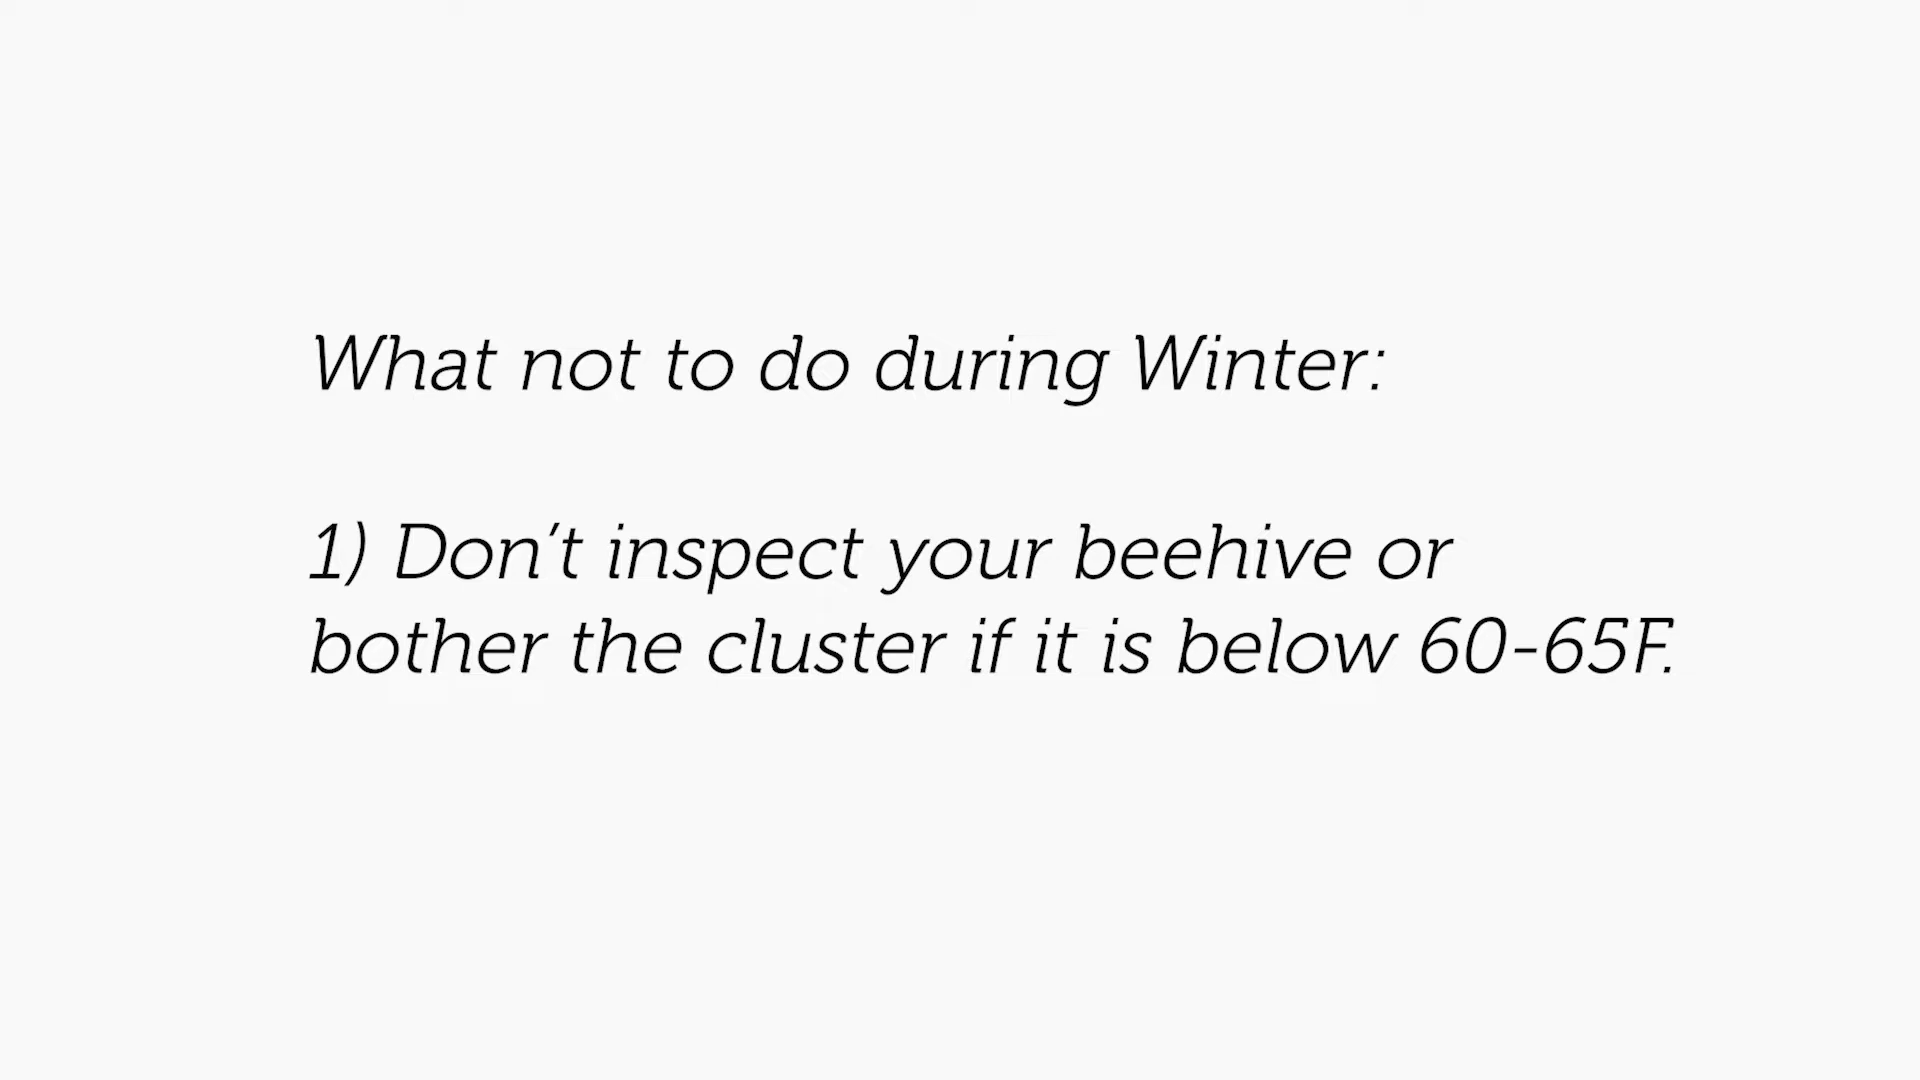 What not to do during Winter:
1) Don’t inspect your beehive or
bother the cluster if it is below 60-65F.